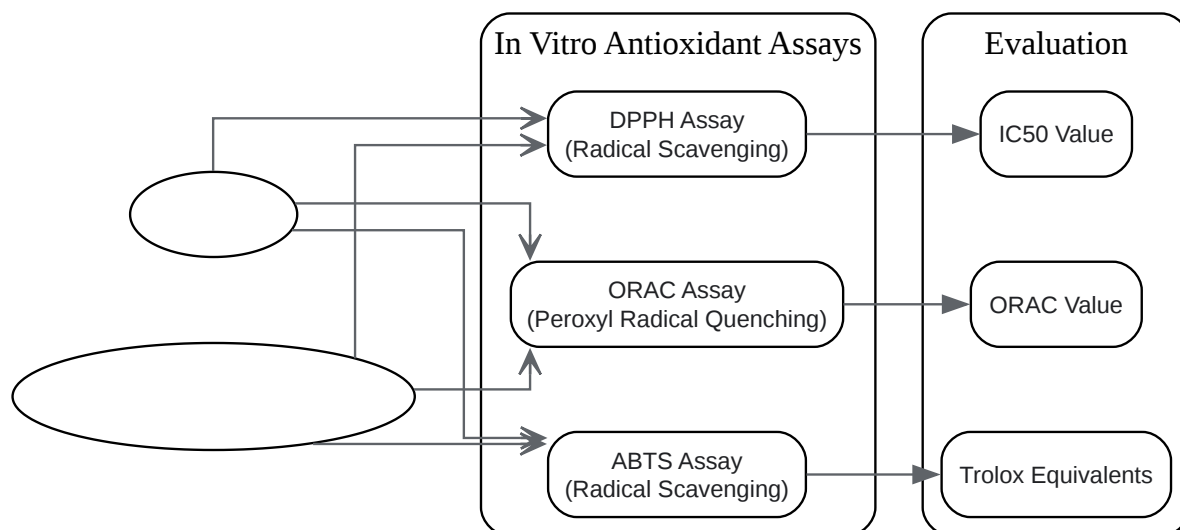 In Vitro Antioxidant Assays
Evaluation
DPPH Assay
(Radical Scavenging)
IC50 Value
ORAC Assay
(Peroxyl Radical Quenching)
ORAC Value
ABTS Assay
(Radical Scavenging)
Trolox Equivalents